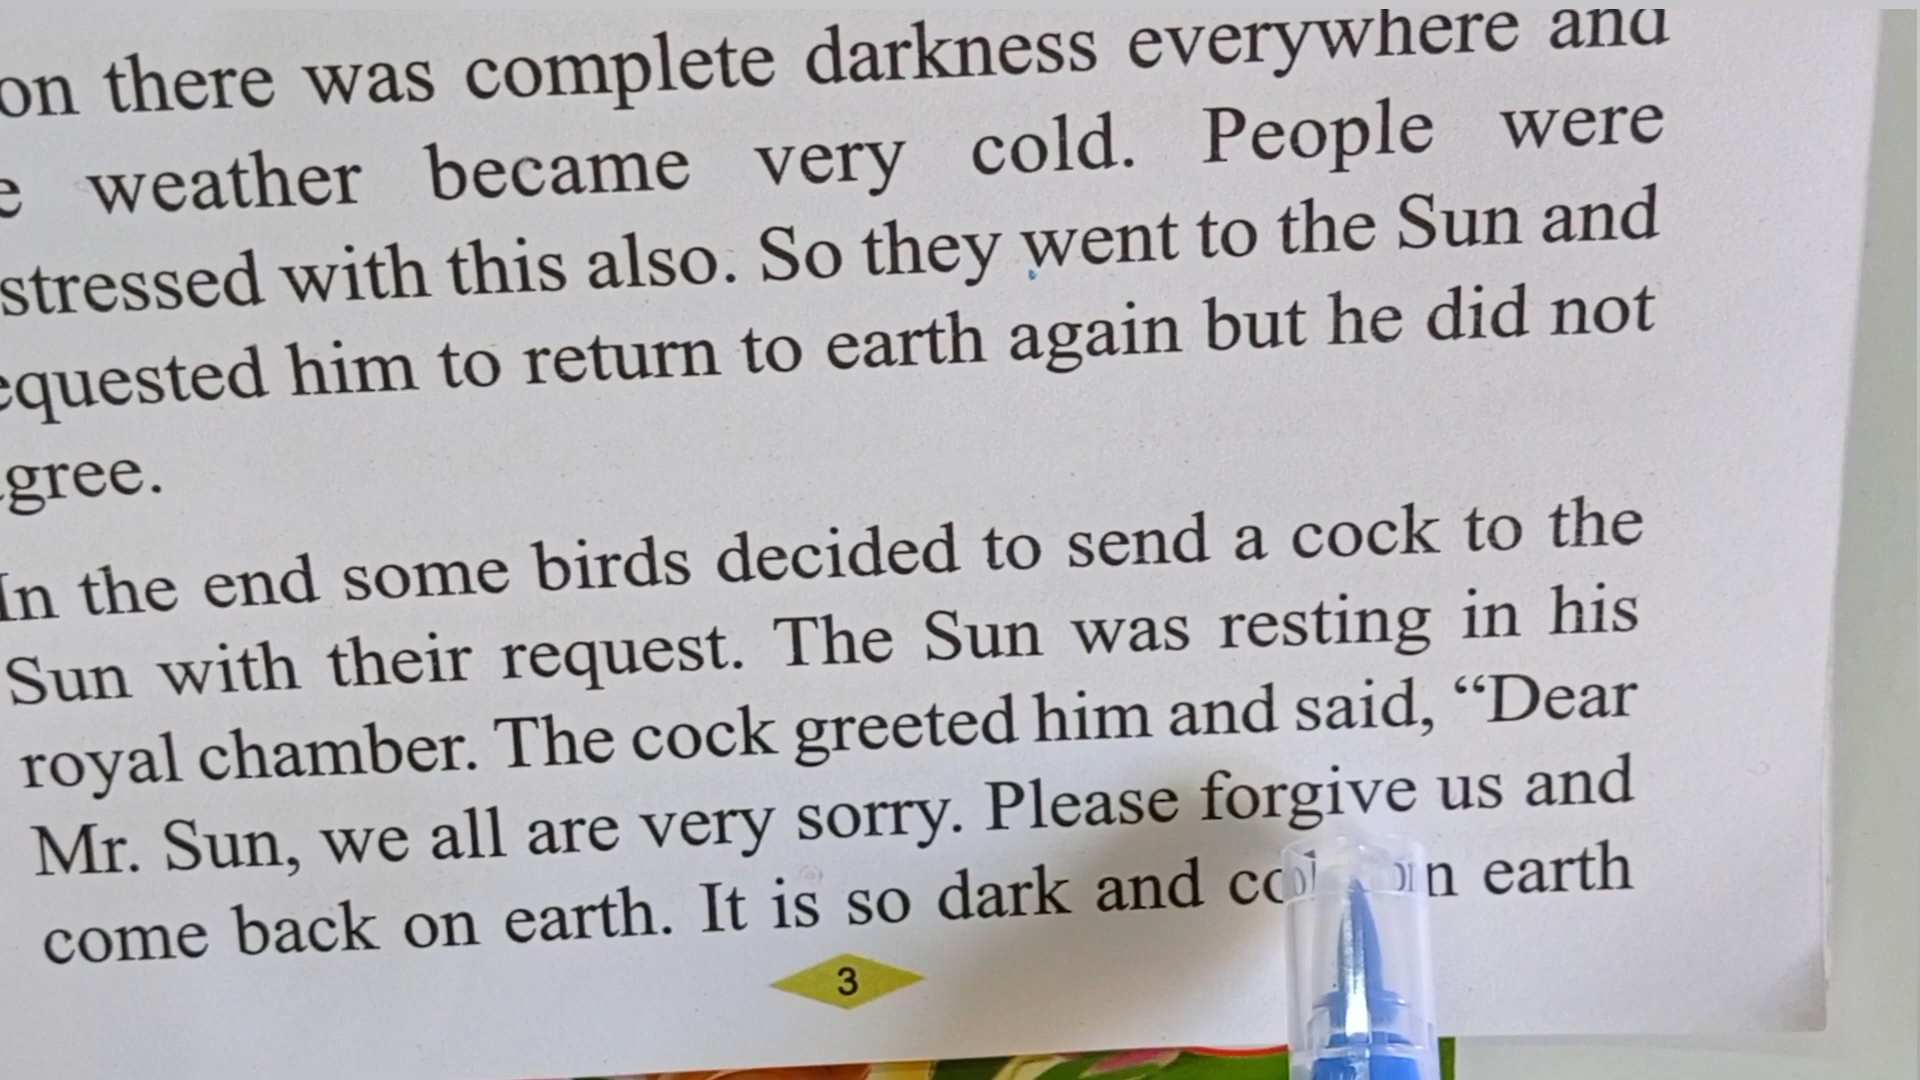 on there was complete darkness everywhere and
weather became very cold. People were
stressed with this also. So they went to the Sun and
equested him to return to earth again but he did not
gree.
In the end some birds decided to send a cock to the
Sun with their request. The Sun was resting in his
royal chamber. The cock greeted him and said, “Dear
Mr. Sun, we all are very sorry. Please forgive us and
come back on earth. It is so dark and earth
3